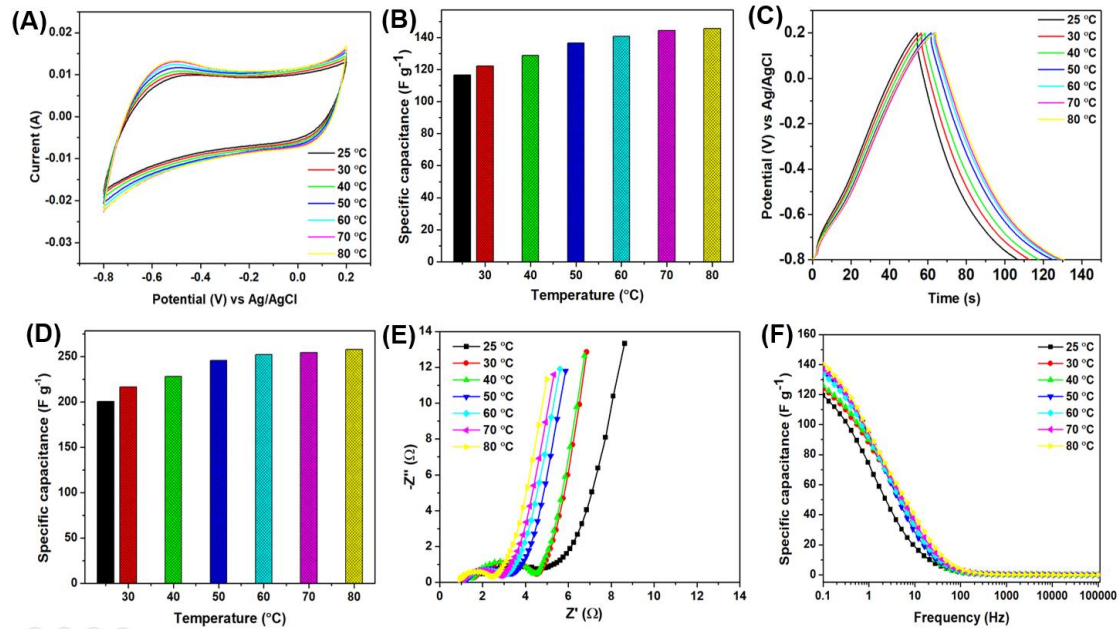 (A)
0.02
0.01
0.00
-0.01
-0.02
-0.03
Current (A)
25 °C
30 °C
40 °C
50 °C
60 °C
70 °C
80 °C
-0.8 -0.6 -0.4 -0.2 0.0 0.2
Potential (V) vs Ag/AgCl
(B)
140
120
100
80
60
40
20
0
Specific capacitance (F g⁻¹)
30 40 50 60 70 80
Temperature (°C)
(C)
0.2
0.0
-0.2
-0.4
-0.6
-0.8
Potential (V) vs Ag/AgCl
25 °C
30 °C
40 °C
50 °C
60 °C
70 °C
80 °C
0 20 40 60 80 100 120 140 160
Time (s)
(D)
250
200
150
100
50
0
Specific capacitance (F g⁻¹)
30 40 50 60 70 80
Temperature (°C)
(E)
14
12
10
8
6
4
2
0
-Z'' (Ω)
25 °C
30 °C
40 °C
50 °C
60 °C
70 °C
80 °C
0 2 4 6 8 10 12 14
Z' (Ω)
(F)
160
140
120
100
80
60
40
20
0
Specific capacitance (F g⁻¹)
25 °C
30 °C
40 °C
50 °C
60 °C
70 °C
80 °C
0.1 1 10 100 1000 10000 100000
Frequency (Hz)